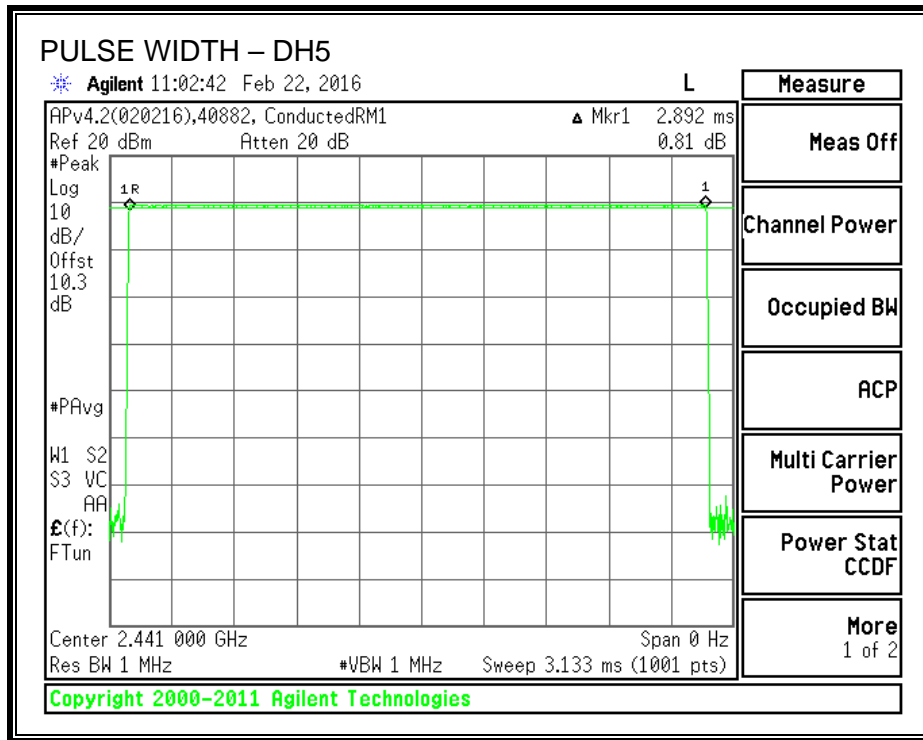 PULSE WIDTH – DH5
Agilent 11:02:42 Feb 22, 2016 L
APv4.2(020216),40882, ConductedRM1 Δ Mkr1 2.892 ms
Ref 20 dBm Atten 20 dB 0.81 dB
#Peak
Log
10
dB/
Offst
10.3
dB
1R
1
#PAvg
W1 S2
S3 VC
AA
£(f):
FTun
Center 2.441 000 GHz Span 0 Hz
Res BW 1 MHz #VBW 1 MHz Sweep 3.133 ms (1001 pts)
Copyright 2000-2011 Agilent Technologies
Measure
Meas Off
Channel Power
Occupied BW
ACP
Multi Carrier
Power
Power Stat
CCDF
More
1 of 2